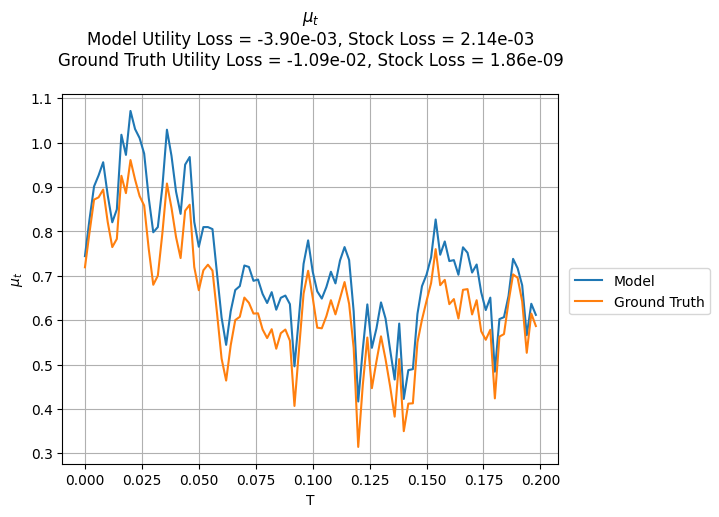 μt
Model Utility Loss = -3.90e-03, Stock Loss = 2.14e-03
Ground Truth Utility Loss = -1.09e-02, Stock Loss = 1.86e-09
1.1
1.0
0.9
0.8
0.7
0.6
0.5
0.4
0.3
μt
0.000 0.025 0.050 0.075 0.100 0.125 0.150 0.175 0.200
T
Model
Ground Truth